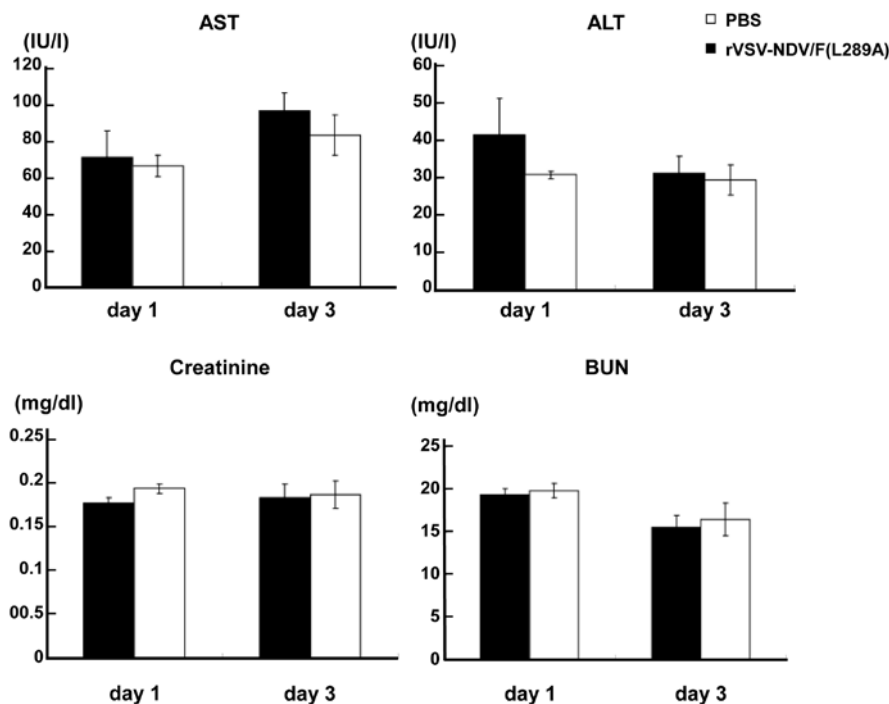 AST
(IU/l)
120
100
80
60
40
20
0
day 1 day 3
ALT
(IU/l)
60
50
40
30
20
10
0
day 1 day 3
PBS
rVSV-NDV/F(L289A)
Creatinine
(mg/dl)
0.25
0.2
0.15
0.1
00.5
0
day 1 day 3
BUN
(mg/dl)
25
20
15
10
5
0
day 1 day 3